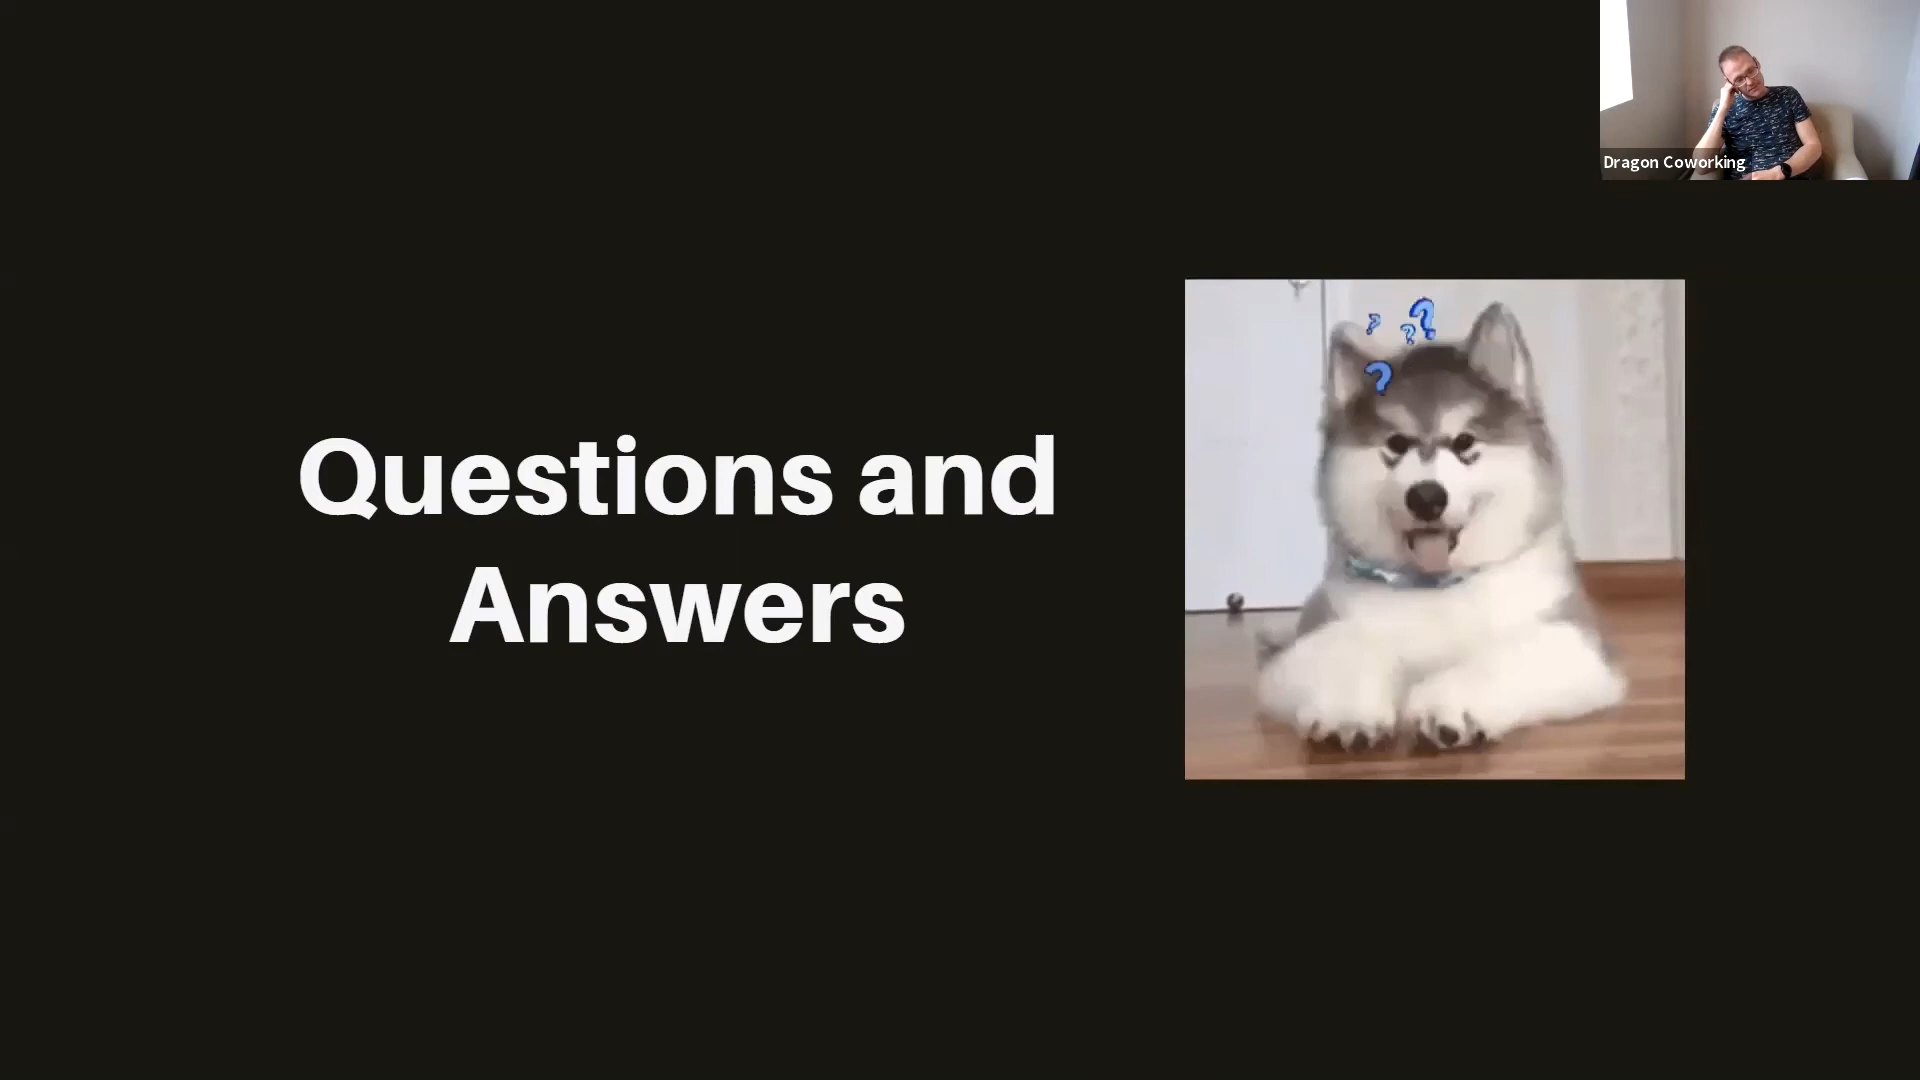 Dragon Coworking
Questions and
Answers
? ? ?
?